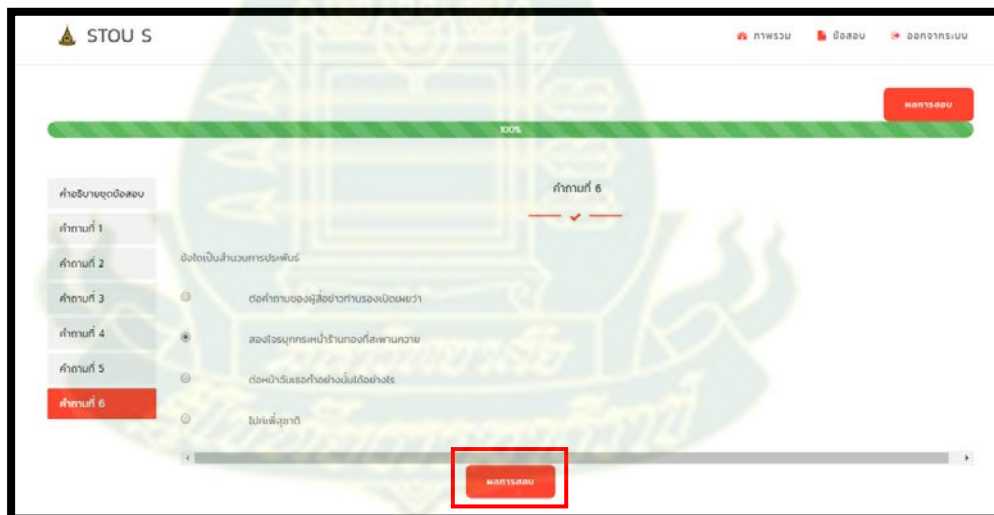 STOU S
ภาพรวม ข้อสอบ ออกจากระบบ
ผลการสอบ
100%
คำอธิบายชุดข้อสอบ
คำถามที่ 6
คำถามที่ 1
คำถามที่ 2
ข้อใดเป็นสำนวนการประพันธ์
คำถามที่ 3
ต่อคำถามของผู้สื่อข่าวท่านรองเปิดเผยว่า
คำถามที่ 4
สองโจรบุกกระหน่ำร้านทองที่สะพานควาย
คำถามที่ 5
ต่อหน้าฉันเธอทำอย่างนั้นได้อย่างไร
คำถามที่ 6
ไปค่ะพี่สุชาติ
ผลการสอบ